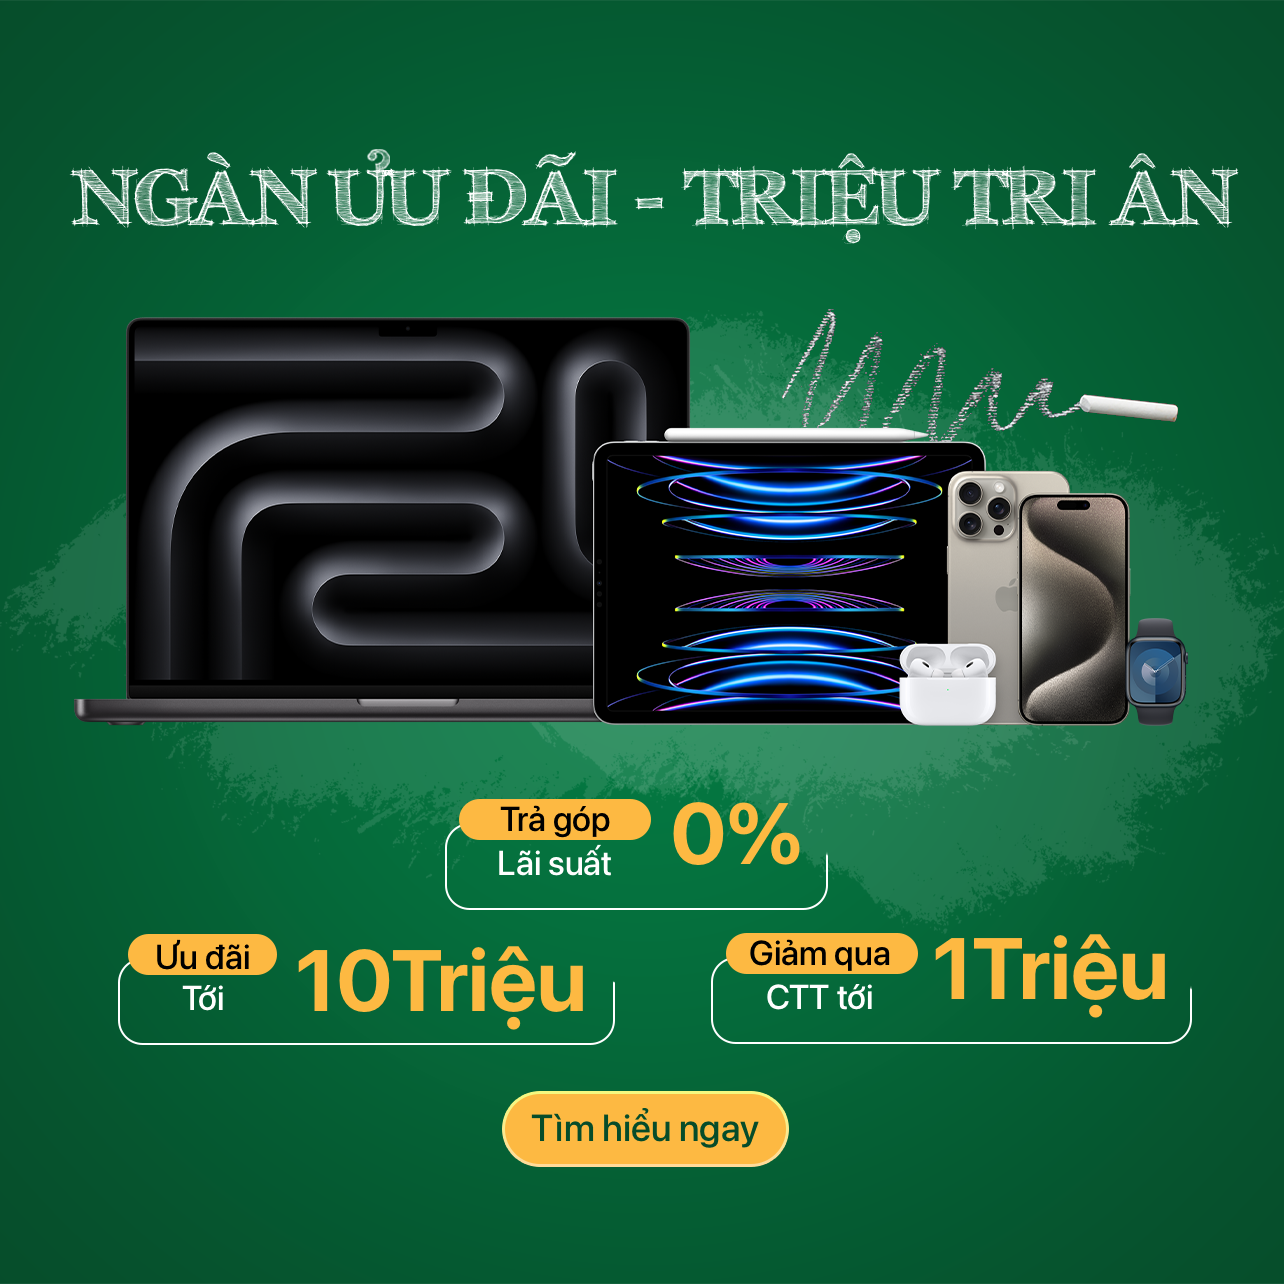 NGÀN ƯU ĐÃI - TRIỆU TRI ÂN
Trả góp
Lãi suất
0%
Ưu đãi
Tới
10Triệu
Giảm qua
CTT tới
1Triệu
Tìm hiểu ngay